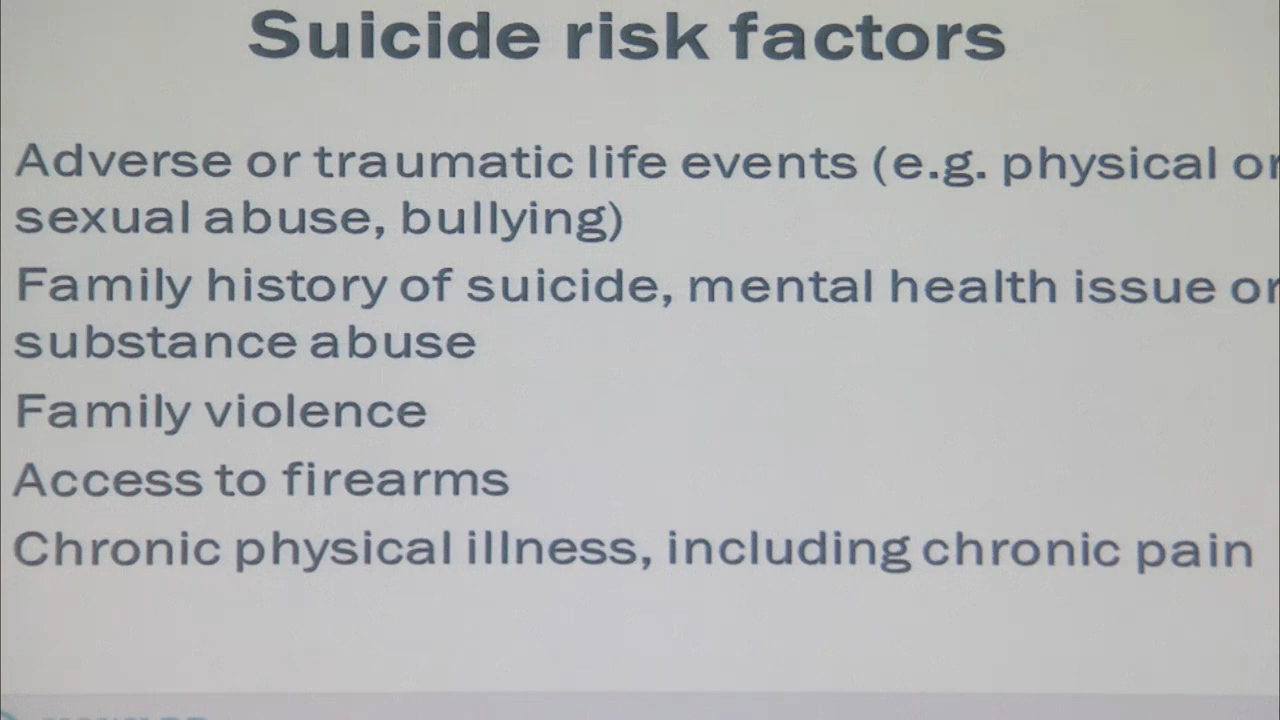 Suicide risk factors
Adverse or traumatic life events (e.g. physical or
sexual abuse, bullying)
Family history of suicide, mental health issue or
substance abuse
Family violence
Access to firearms
Chronic physical illness, including chronic pain